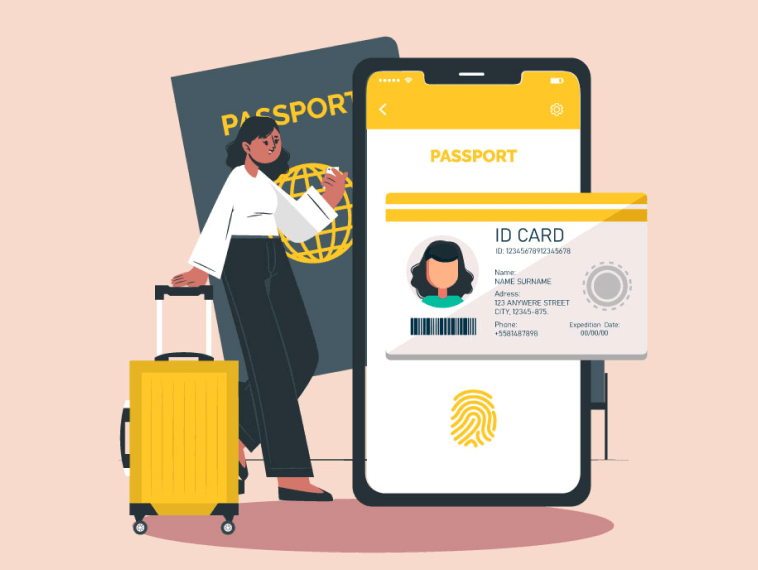 PASSPORT
PASSPORT
ID CARD
ID: 12345678912345678
Name:
NAME SURNAME
Adress:
123 ANYWERE STREET
CITY, 12345-875.
Phone:
+5581487898
Expedition Date:
00/00/00